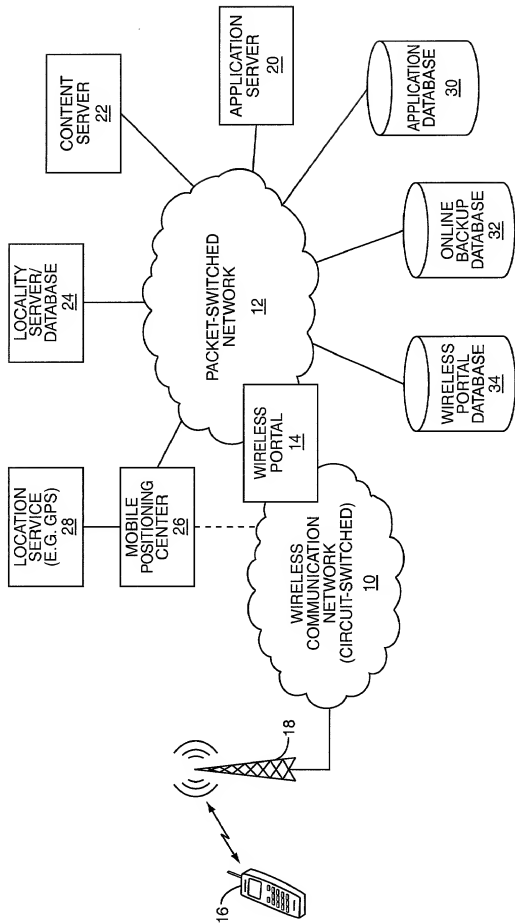 LOCATION
SERVICE
(E.G. GPS)
28
LOCALITY
SERVER/
DATABASE
24
CONTENT
SERVER
22
MOBILE
POSITIONING
CENTER
26
PACKET-SWITCHED
NETWORK
12
APPLICATION
SERVER
20
16
18
WIRELESS
COMMUNICATION
NETWORK
(CIRCUIT-SWITCHED)
10
WIRELESS
PORTAL
14
WIRELESS
PORTAL
DATABASE
34
ONLINE
BACKUP
DATABASE
32
APPLICATION
DATABASE
30